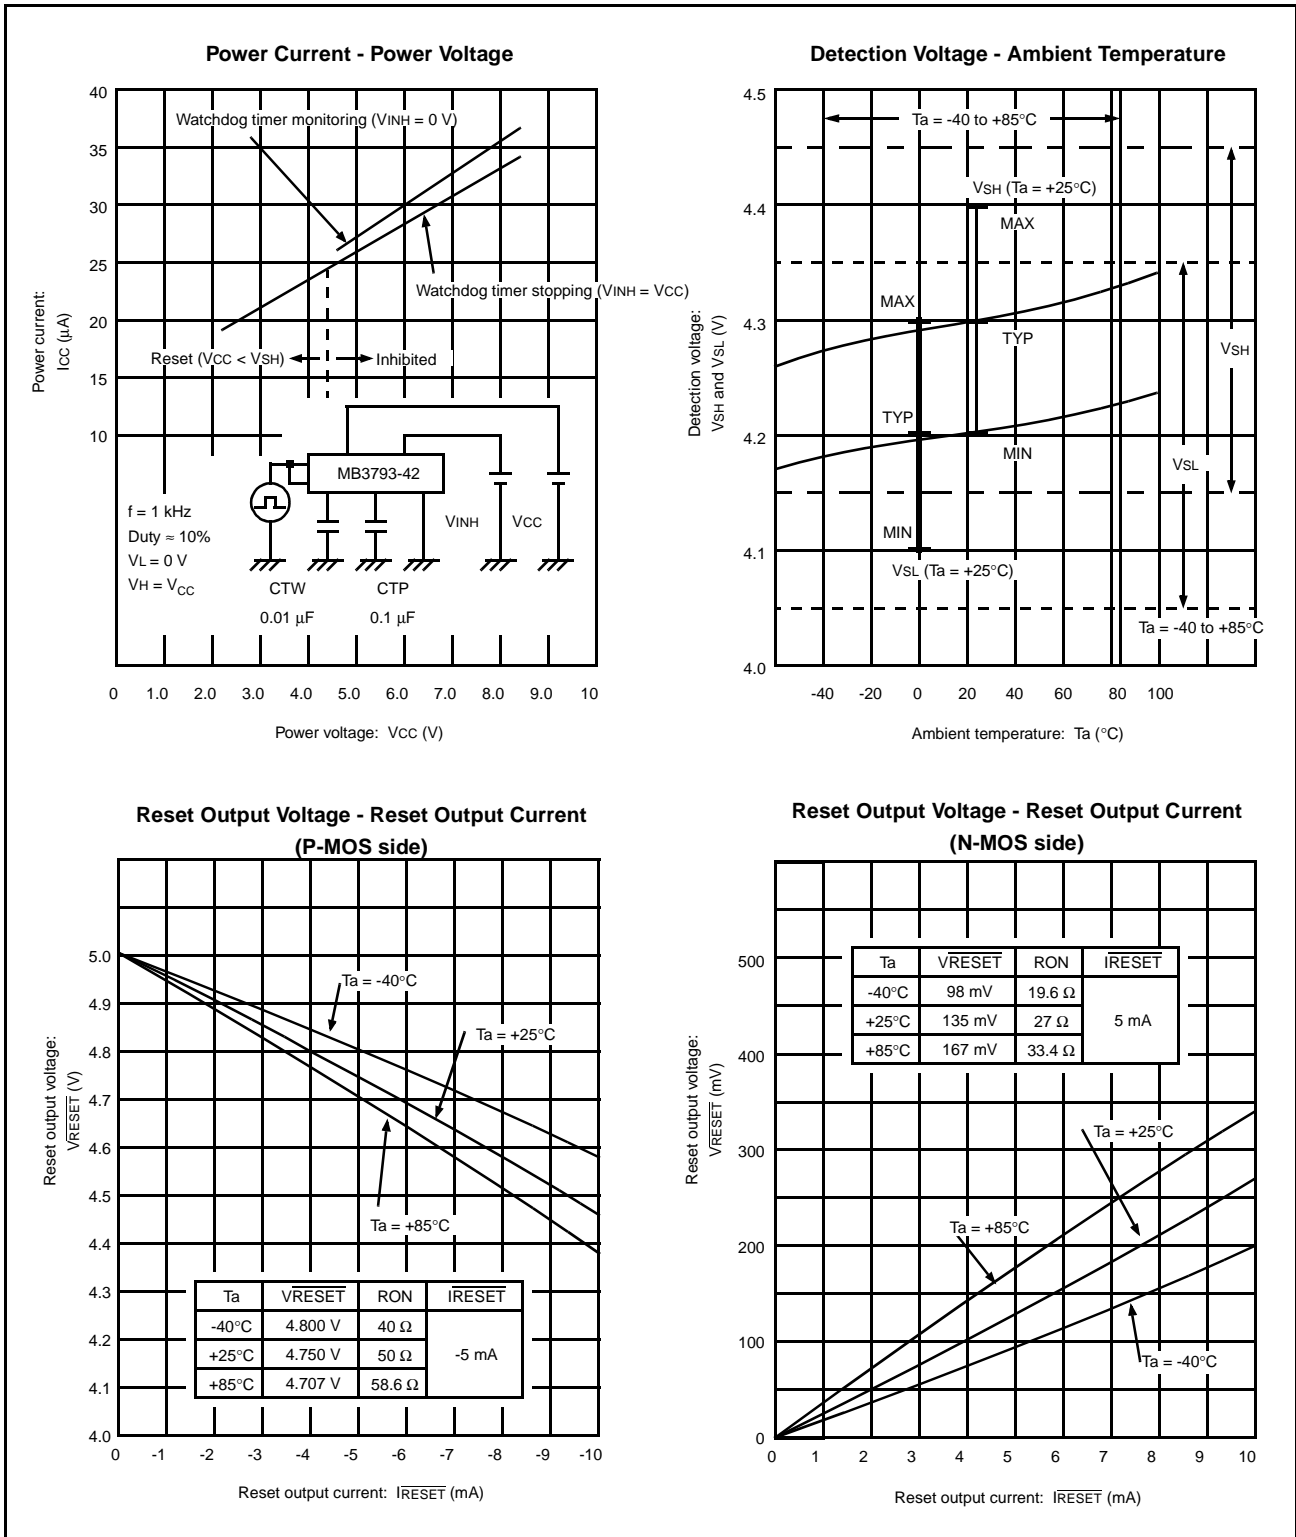 Power Current - Power Voltage
40
35
30
25
20
15
10
Power current:
ICC (μA)
Watchdog timer monitoring (VINH = 0 V)
Watchdog timer stopping (VINH = VCC)
Reset (VCC < VSH)
Inhibited
MB3793-42
f = 1 kHz
Duty ≈ 10%
VL = 0 V
VH = VCC
VINH
VCC
CTW
CTP
0.01 μF
0.1 μF
0 1.0 2.0 3.0 4.0 5.0 6.0 7.0 8.0 9.0 10
Power voltage: VCC (V)
Detection Voltage - Ambient Temperature
4.5
4.4
4.3
4.2
4.1
4.0
Detection voltage:
VSH and VSL (V)
Ta = -40 to +85°C
VSH (Ta = +25°C)
MAX
MAX
TYP
VSH
TYP
MIN
VSL
MIN
VSL (Ta = +25°C)
Ta = -40 to +85°C
-40 -20 0 20 40 60 80 100
Ambient temperature: Ta (°C)
Reset Output Voltage - Reset Output Current
(P-MOS side)
5.0
4.9
4.8
4.7
4.6
4.5
4.4
4.3
4.2
4.1
4.0
Reset output voltage:
VRESET (V)
Ta = -40°C
Ta = +25°C
Ta = +85°C
Ta VRESET RON IRESET
-40°C 4.800 V 40 Ω
+25°C 4.750 V 50 Ω -5 mA
+85°C 4.707 V 58.6 Ω
0 -1 -2 -3 -4 -5 -6 -7 -8 -9 -10
Reset output current: IRESET (mA)
Reset Output Voltage - Reset Output Current
(N-MOS side)
500
400
300
200
100
0
Reset output voltage:
VRESET (mV)
Ta VRESET RON IRESET
-40°C 98 mV 19.6 Ω
+25°C 135 mV 27 Ω 5 mA
+85°C 167 mV 33.4 Ω
Ta = +25°C
Ta = +85°C
Ta = -40°C
0 1 2 3 4 5 6 7 8 9 10
Reset output current: IRESET (mA)